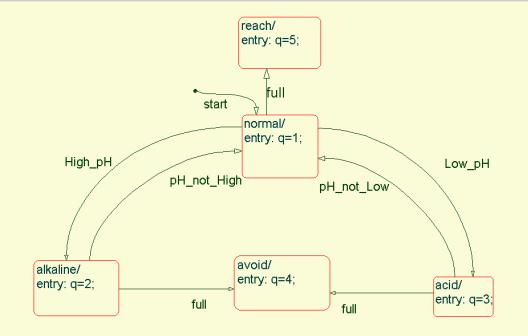 reach/
entry: q=5;
full
start
normal/
entry: q=1;
High_pH
Low_pH
pH_not_High
pH_not_Low
alkaline/
entry: q=2;
avoid/
entry: q=4;
acid/
entry: q=3;
full
full